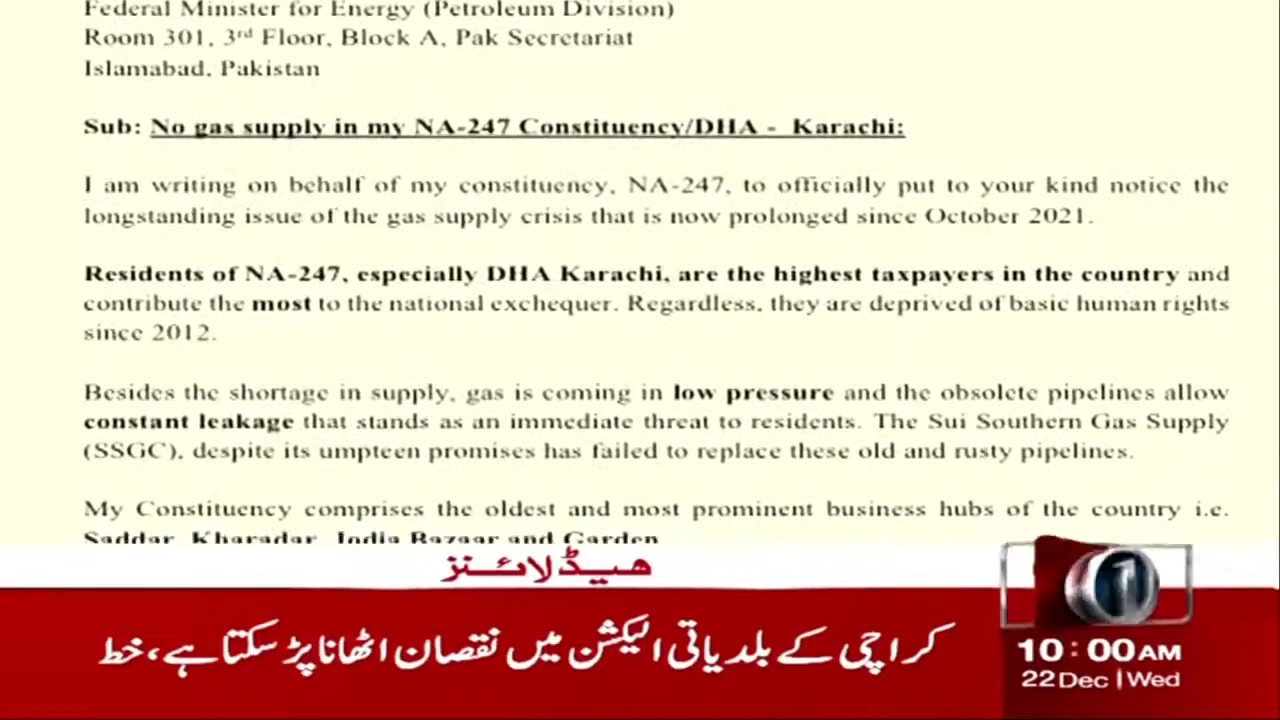 Federal Minister for Energy (Petroleum Division)
Room 301, 3rd Floor, Block A, Pak Secretariat
Islamabad, Pakistan
Sub: No gas supply in my NA-247 Constituency/DHA - Karachi:
I am writing on behalf of my constituency, NA-247, to officially put to your kind notice the
longstanding issue of the gas supply crisis that is now prolonged since October 2021.
Residents of NA-247, especially DHA Karachi, are the highest taxpayers in the country and
contribute the most to the national exchequer. Regardless, they are deprived of basic human rights
since 2012.
Besides the shortage in supply, gas is coming in low pressure and the obsolete pipelines allow
constant leakage that stands as an immediate threat to residents. The Sui Southern Gas Supply
(SSGC), despite its umpteen promises has failed to replace these old and rusty pipelines.
My Constituency comprises the oldest and most prominent business hubs of the country i.e.
Saddar, Kharadar, Jodia Bazaar and Garden
ہیڈلائنز
کراچی کے بلدیاتی الیکشن میں نقصان اٹھانا پڑ سکتا ہے، خط
1
10:00AM
22Dec|Wed